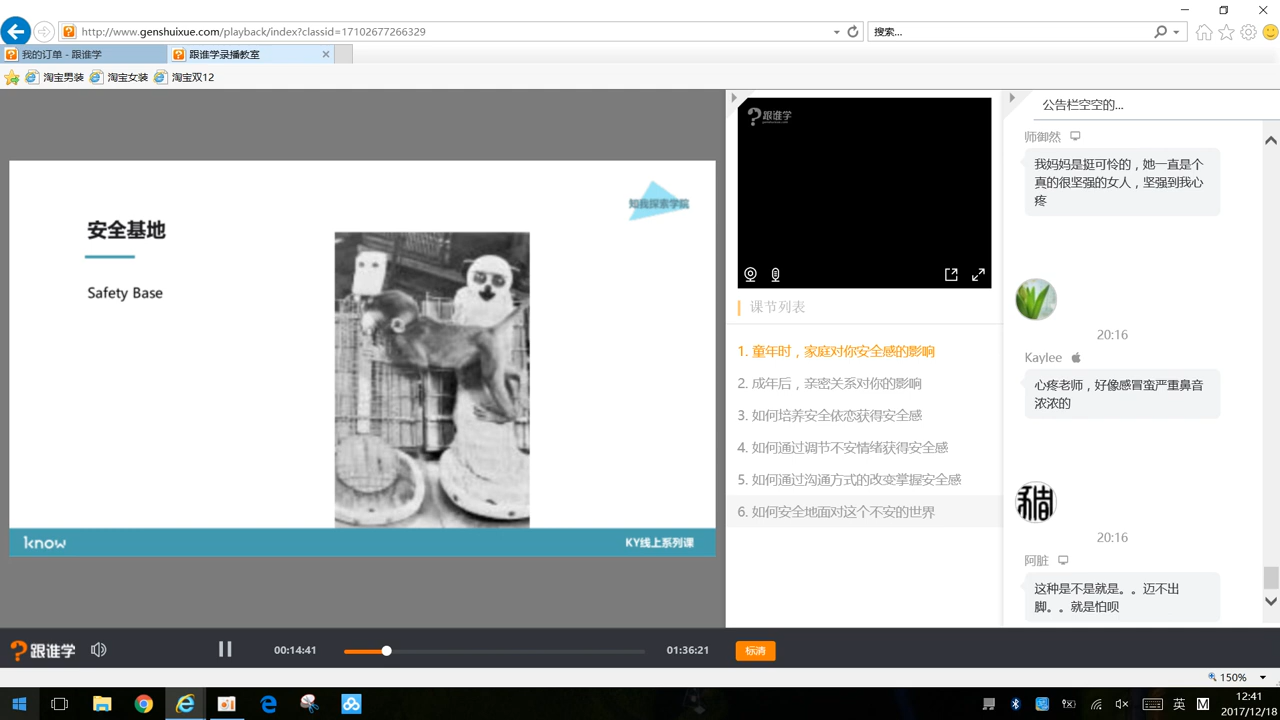 http://www.genshuixue.com/playback/index?classid=17102677266329
搜索...
我的订单 - 跟谁学
跟谁学录播教室
淘宝男装
淘宝女装
淘宝双12
知我探索学院
安全基地
Safety Base
know
KY线上系列课
跟谁学
课节列表
1. 童年时，家庭对你安全感的影响
2. 成年后，亲密关系对你的影响
3. 如何培养安全依恋获得安全感
4. 如何通过调节不安情绪获得安全感
5. 如何通过沟通方式的改变掌握安全感
6. 如何安全地面对这个不安的世界
公告栏空空的...
师御然
我妈妈是挺可怜的，她一直是个
真的很坚强的女人，坚强到我心
疼
20:16
Kaylee
心疼老师，好像感冒蛮严重鼻音
浓浓的
20:16
阿脏
这种是不是就是。。迈不出
脚。。就是怕呗
跟谁学
00:14:41
01:36:21
标清
150%
英
M
12:41
2017/12/18